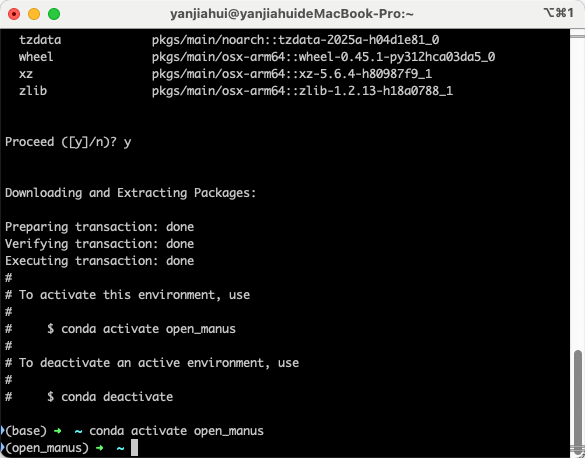 yanjiahui@yanjiahuideMacBook-Pro:~ ⌥⌘1
tzdata pkgs/main/noarch::tzdata-2025a-h04d1e81_0
wheel pkgs/main/osx-arm64::wheel-0.45.1-py312hca03da5_0
xz pkgs/main/osx-arm64::xz-5.6.4-h80987f9_1
zlib pkgs/main/osx-arm64::zlib-1.2.13-h18a0788_1
Proceed ([y]/n)? y
Downloading and Extracting Packages:
Preparing transaction: done
Verifying transaction: done
Executing transaction: done
#
# To activate this environment, use
#
#     $ conda activate open_manus
#
# To deactivate an active environment, use
#
#     $ conda deactivate
(base) ➜  ~ conda activate open_manus
(open_manus) ➜  ~